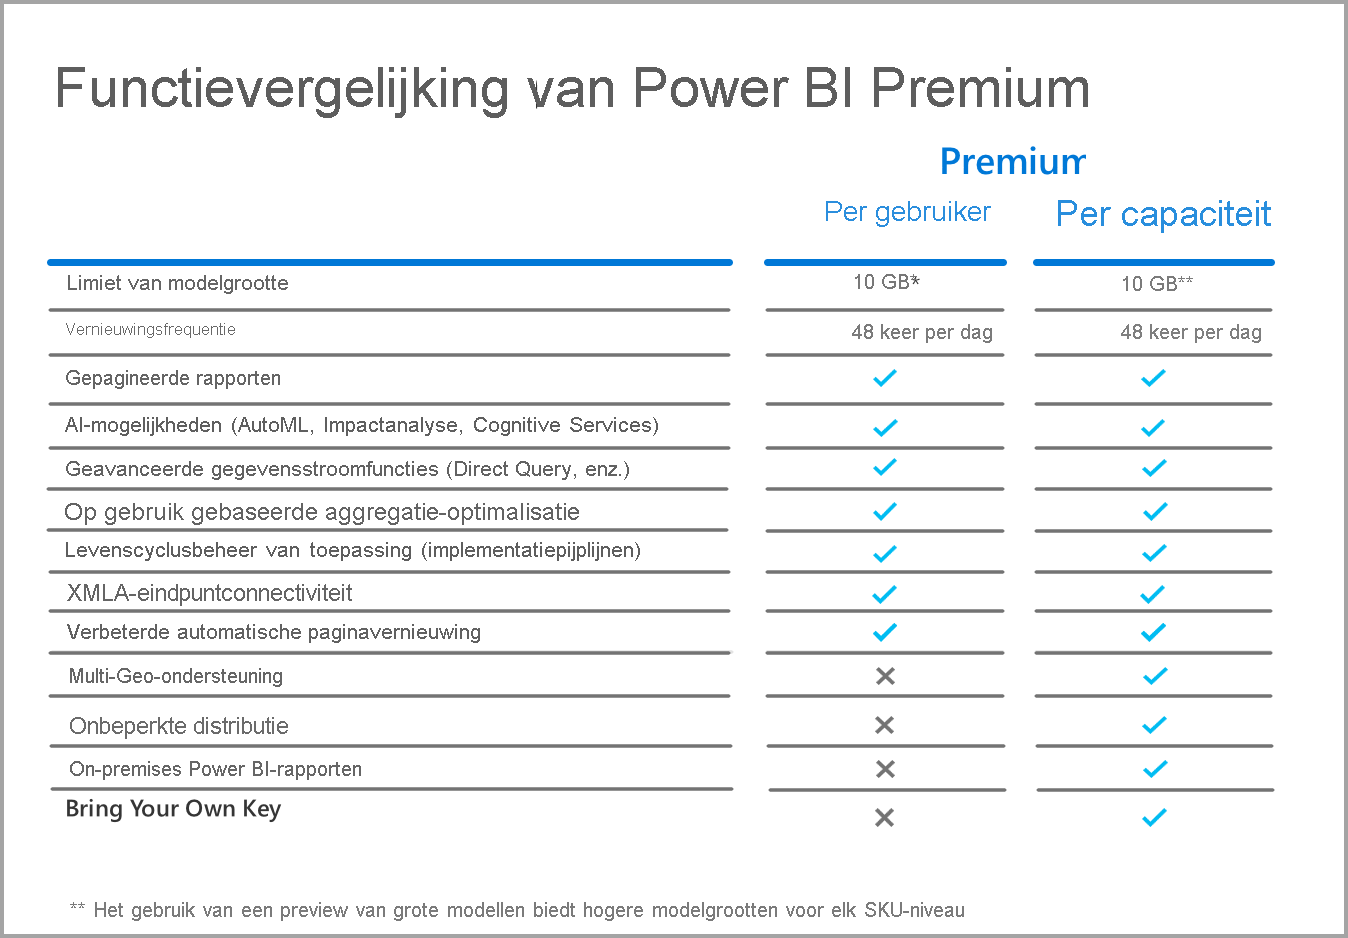 Functievergelijking van Power BI Premium
Premium
Per gebruiker Per capaciteit
Limiet van modelgrootte 10 GB** 10 GB**
Vernieuwingsfrequentie 48 keer per dag 48 keer per dag
Gepagineerde rapporten
AI-mogelijkheden (AutoML, Impactanalyse, Cognitive Services)
Geavanceerde gegevensstroomfuncties (Direct Query, enz.)
Op gebruik gebaseerde aggregatie-optimalisatie
Levenscyclusbeheer van toepassing (implementatiepijplijnen)
XMLA-eindpuntconnectiviteit
Verbeterde automatische paginavernieuwing
Multi-Geo-ondersteuning
Onbeperkte distributie
On-premises Power BI-rapporten
Bring Your Own Key
** Het gebruik van een preview van grote modellen biedt hogere modelgrootten voor elk SKU-niveau